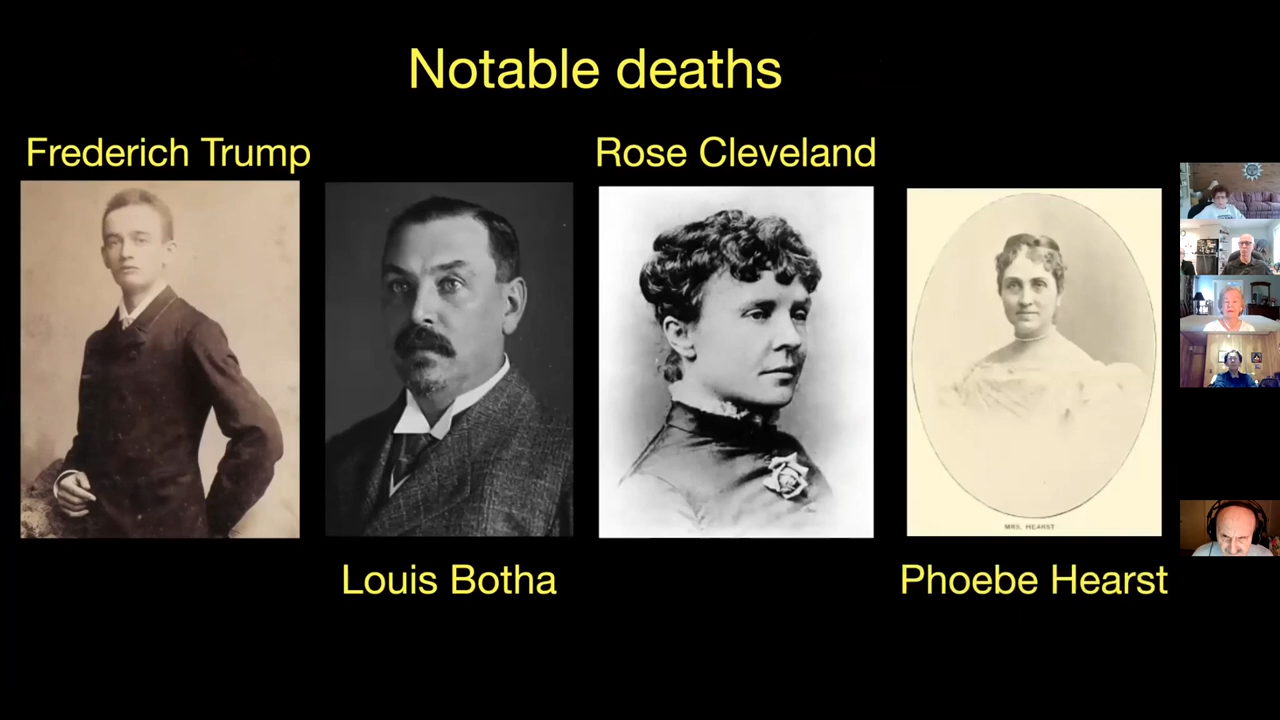 Notable deaths
Frederich Trump
Rose Cleveland
MRS. HEARST
Louis Botha
Phoebe Hearst